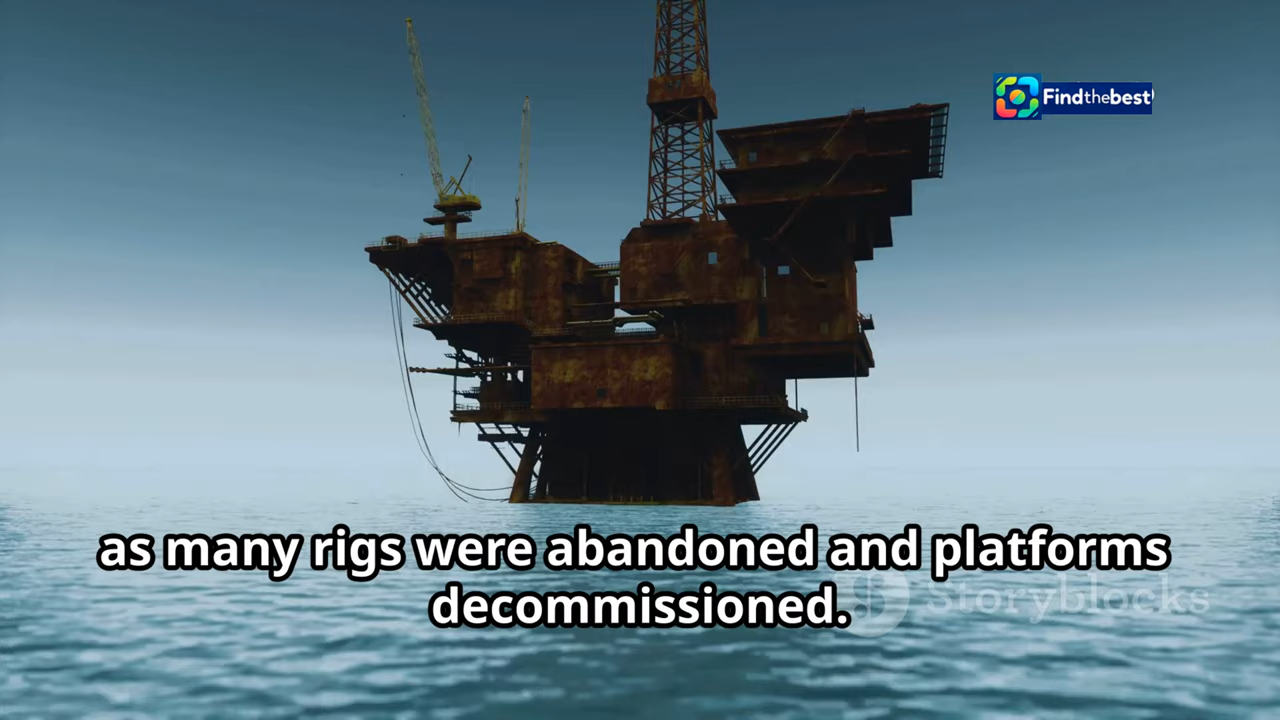 Findthebest
as many rigs were abandoned and platforms
decommissioned.
Storyblocks